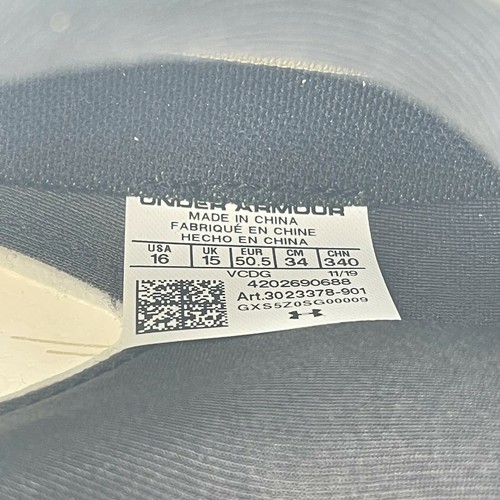 UNDER ARMOUR
MADE IN CHINA
FABRIQUÉ EN CHINE
HECHO EN CHINA
USA UK EUR CM CHN
16 15 50.5 34 340
VCDG 11/19
4202690688
Art.3023378-901
GXS5Z0SG00009